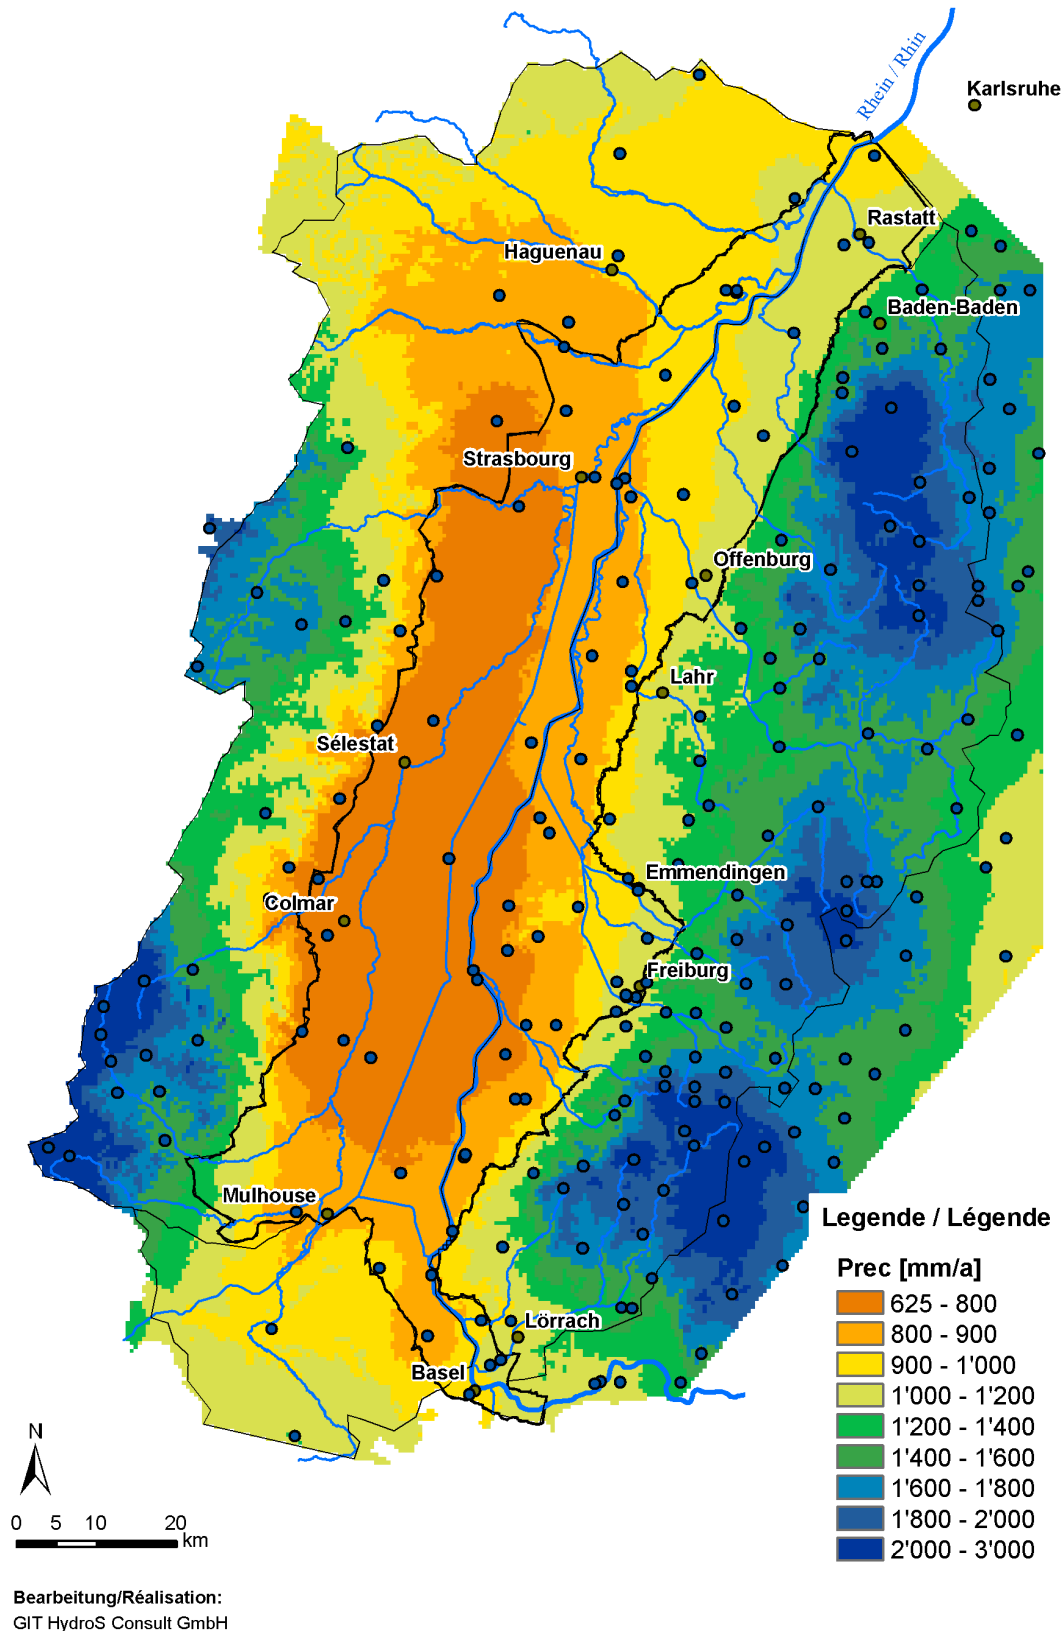 Rhein / Rhin
Karlsruhe
Rastatt
Haguenau
Baden-Baden
Strasbourg
Offenburg
Lahr
Sélestat
Emmendingen
Colmar
Freiburg
Mulhouse
Legende / Légende
Prec [mm/a]
625 - 800
800 - 900
900 - 1'000
1'000 - 1'200
1'200 - 1'400
1'400 - 1'600
1'600 - 1'800
1'800 - 2'000
2'000 - 3'000
Lörrach
Basel
N
0 5 10 20
km
Bearbeitung/Réalisation:
GIT HydroS Consult GmbH